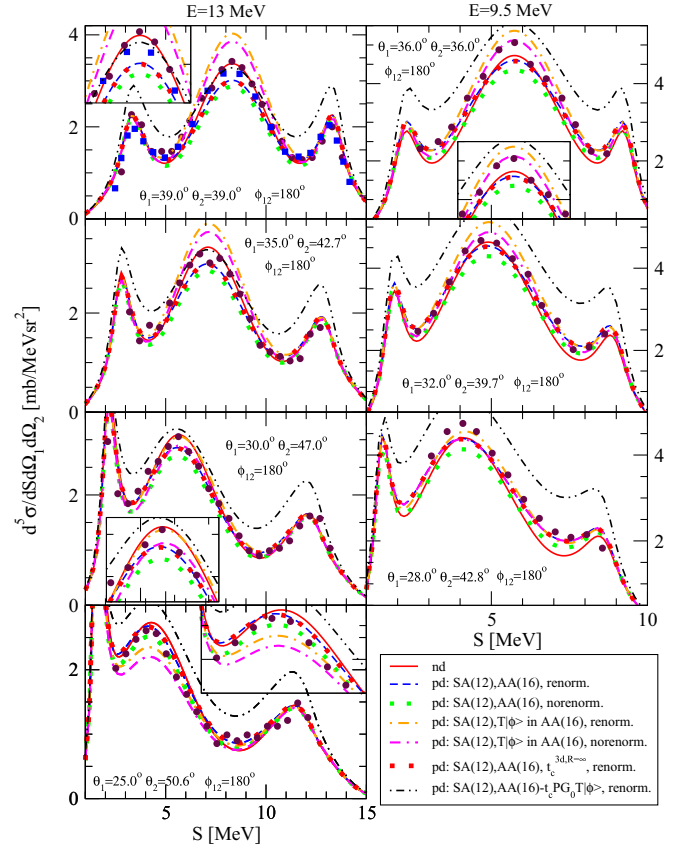 E=13 MeV
E=9.5 MeV
4
2
0
θ₁=39.0° θ₂=39.0° ϕ₁₂=180°
θ₁=36.0° θ₂=36.0°
ϕ₁₂=180°
4
2
2
0
θ₁=35.0° θ₂=42.7°
ϕ₁₂=180°
θ₁=32.0° θ₂=39.7° ϕ₁₂=180°
4
2
d⁵σ/dSdΩ₁dΩ₂ [mb/MeVsr²]
2
0
θ₁=30.0° θ₂=47.0°
ϕ₁₂=180°
θ₁=28.0° θ₂=42.8° ϕ₁₂=180°
4
2
5
10
S [MeV]
2
0
θ₁=25.0° θ₂=50.6° ϕ₁₂=180°
5
10
15
S [MeV]
nd
pd: SA(12),AA(16), renorm.
pd: SA(12),AA(16), norenorm.
pd: SA(12),T|ϕ> in AA(16), renorm.
pd: SA(12),T|ϕ> in AA(16), norenorm.
pd: SA(12),AA(16), t_c^3d,R=∞, renorm.
pd: SA(12),AA(16)-t_cPG₀T|ϕ>, renorm.